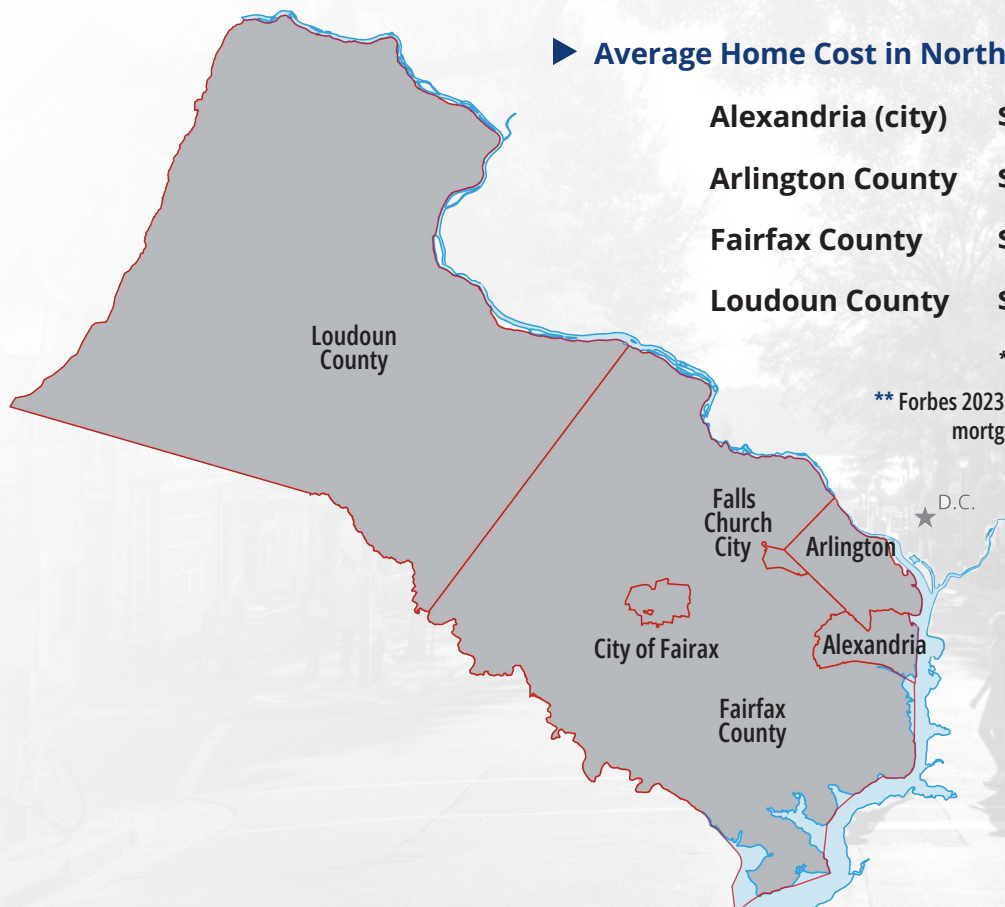 ▶ Average Home Cost in North
Alexandria (city) $
Arlington County $
Fairfax County $
Loudoun County $
*
** Forbes 2023
mortg
D.C.
Loudoun
County
Falls
Church
City
Arlington
City of Fairax
Alexandria
Fairfax
County